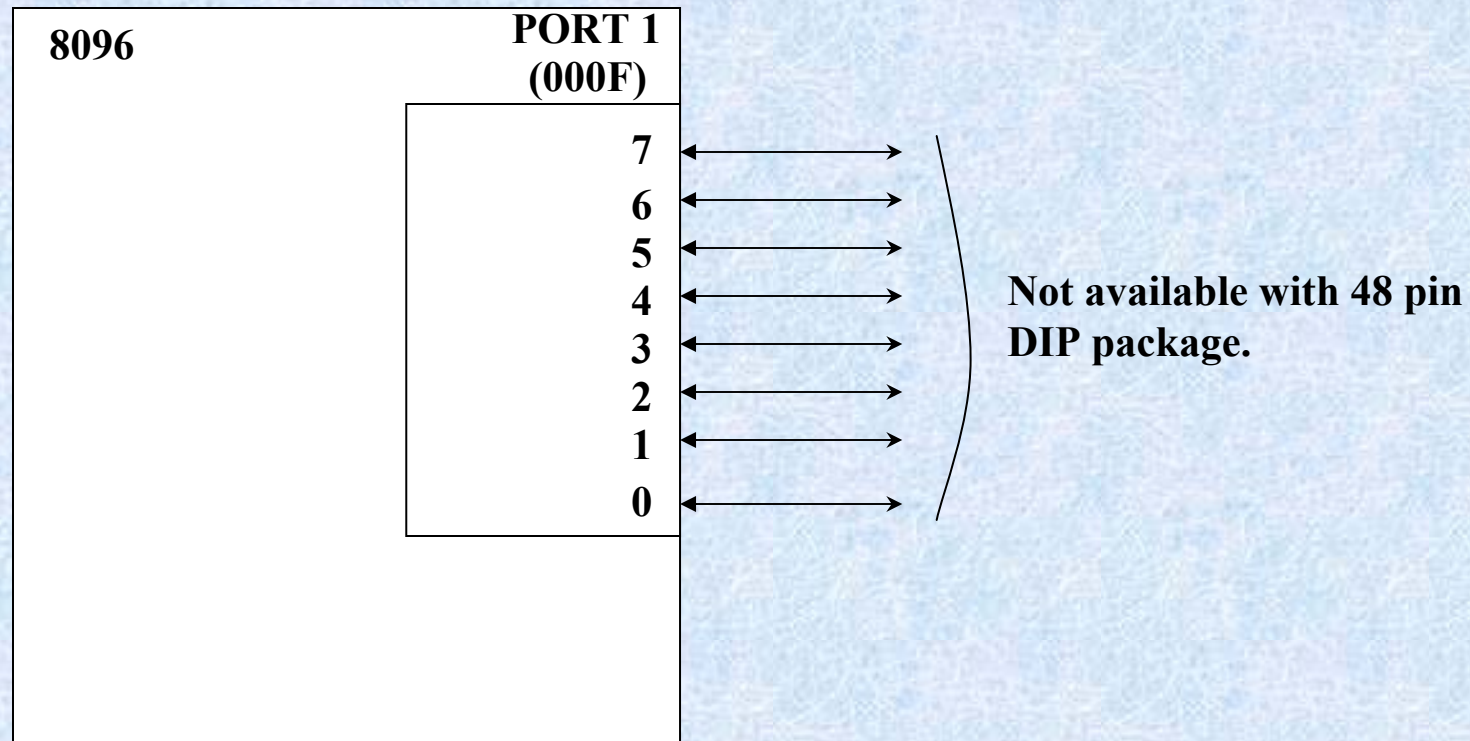 8096
PORT 1
(000F)
7
6
5
4
3
2
1
0
Not available with 48 pin
DIP package.